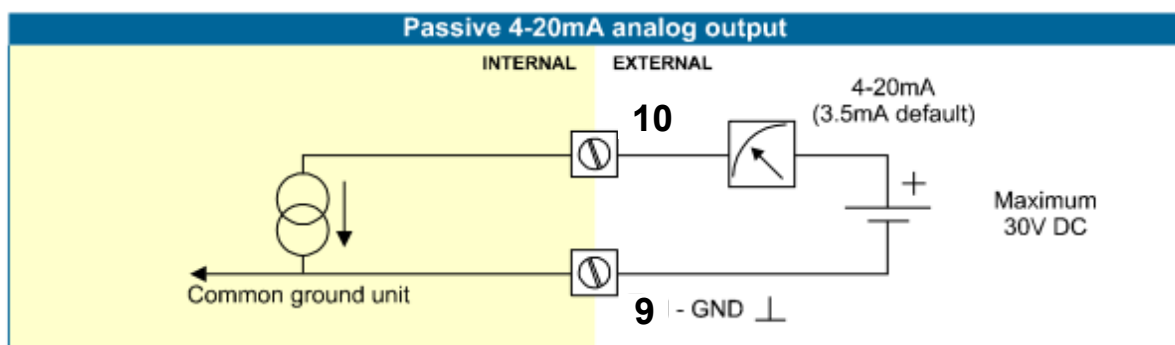 Passive 4-20mA analog output
INTERNAL EXTERNAL
4-20mA
(3.5mA default)
10
+
Maximum
30V DC
Common ground unit
9 - GND